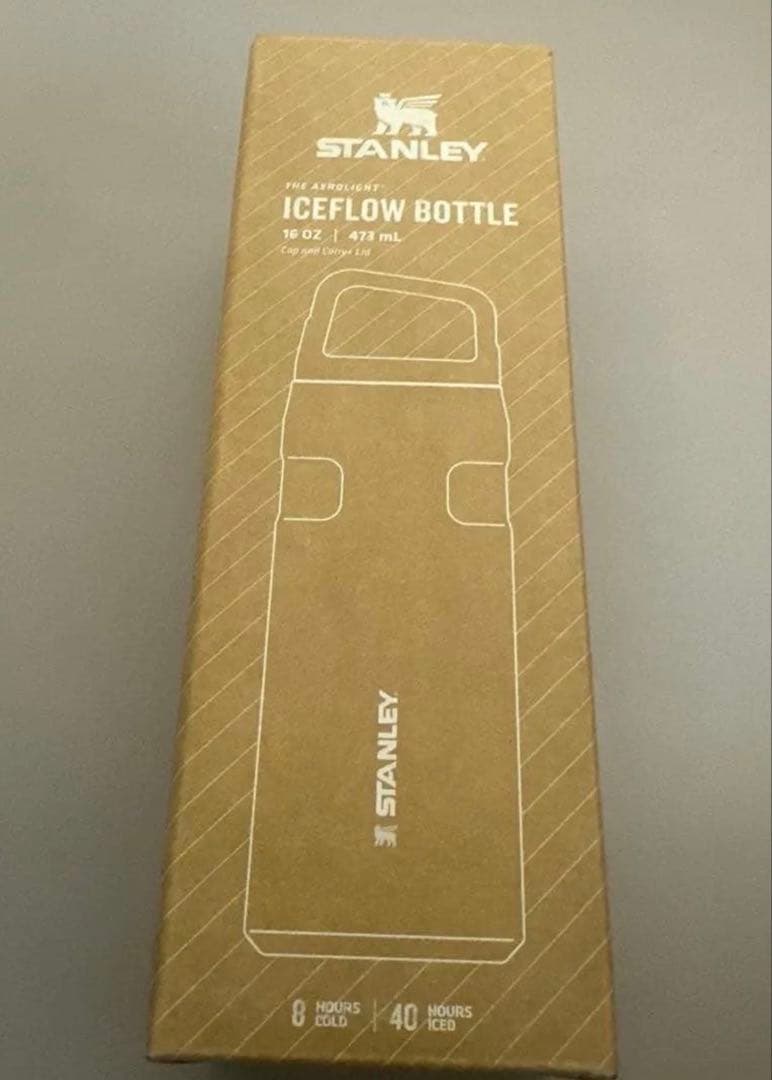 STANLEY
THE AEROLIGHT™
ICEFLOW BOTTLE
16 OZ | 473 mL
Cap and Carry+ Lid
STANLEY
8 HOURS COLD | 40 HOURS ICED